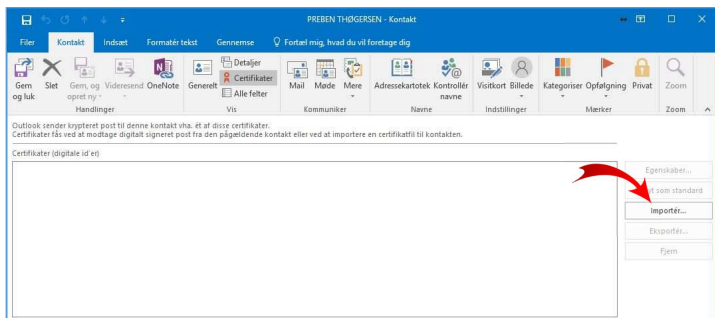 PREBEN THØGERSEN - Kontakt
Filer Kontakt Indsæt Formatér tekst Gennemse Fortæl mig, hvad du vil foretage dig
Gem og luk
Slet
Gem, og opret ny
Videresend
OneNote
Generelt
Detaljer
Certifikater
Alle felter
Mail
Møde
Mere
Adressekartotek
Kontrollér navne
Visitkort
Billede
Kategoriser
Opfølgning
Privat
Zoom
Handlinger Vis Kommuniker Navne Indstillinger Mærker Zoom
Outlook sender krypteret post til denne kontakt vha. ét af disse certifikater.
Certifikater fås ved at modtage digitalt signeret post fra den pågældende kontakt eller ved at importere en certifikatfil til kontakten.
Certifikater (digitale id'er)
Egenskaber...
som standard
Importér...
Eksportér...
Fjern